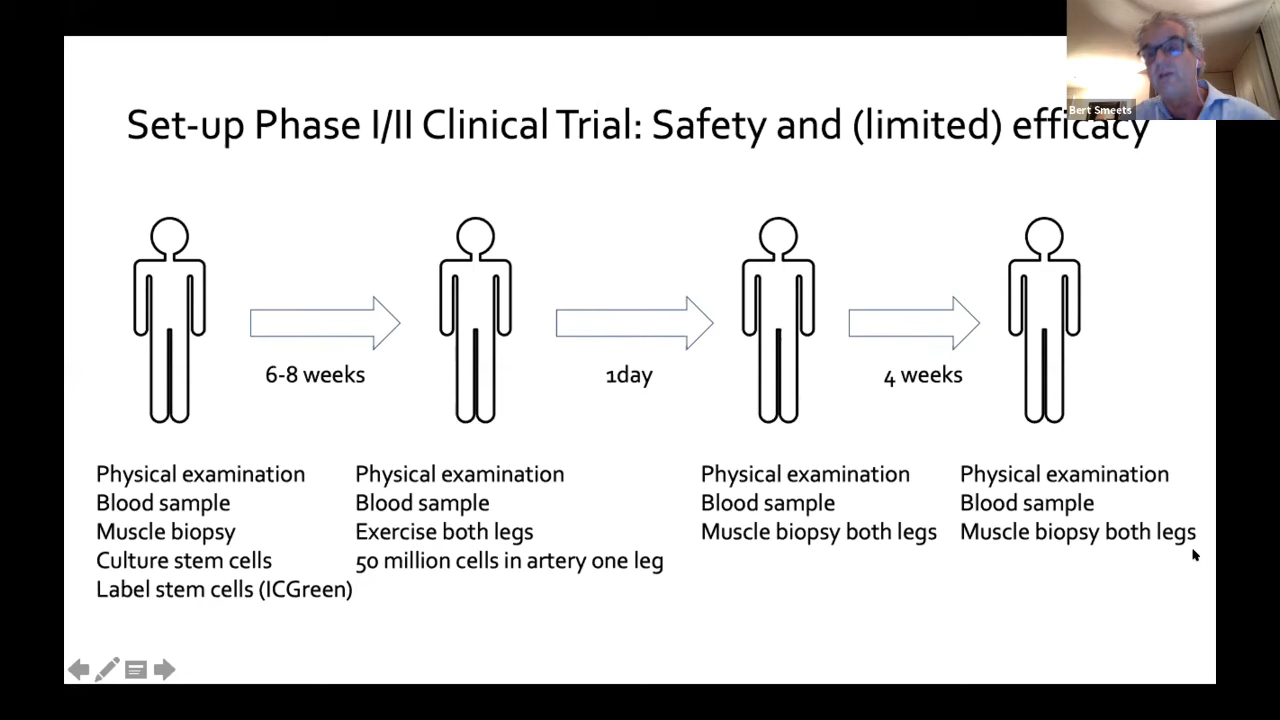 Bert Smeets
Set-up Phase I/II Clinical Trial: Safety and (limited) efficacy
6-8 weeks
1day
4 weeks
Physical examination
Blood sample
Muscle biopsy
Culture stem cells
Label stem cells (ICGreen)
Physical examination
Blood sample
Exercise both legs
50 million cells in artery one leg
Physical examination
Blood sample
Muscle biopsy both legs
Physical examination
Blood sample
Muscle biopsy both legs